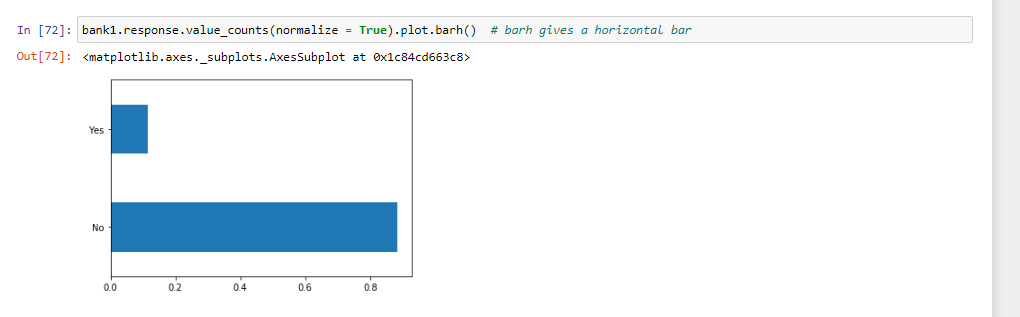 In [72]: bank1.response.value_counts(normalize = True).plot.barh()  # barh gives a horizontal bar
Out[72]: <matplotlib.axes._subplots.AxesSubplot at 0x1c84cd663c8>
Yes
No
0.0 0.2 0.4 0.6 0.8